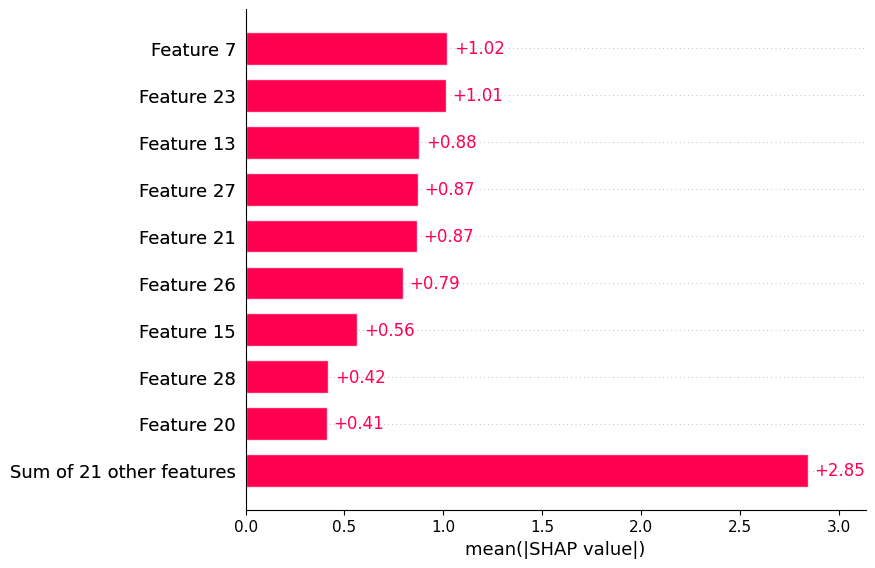 Feature 7 +1.02
Feature 23 +1.01
Feature 13 +0.88
Feature 27 +0.87
Feature 21 +0.87
Feature 26 +0.79
Feature 15 +0.56
Feature 28 +0.42
Feature 20 +0.41
Sum of 21 other features +2.85
0.0 0.5 1.0 1.5 2.0 2.5 3.0
mean(|SHAP value|)